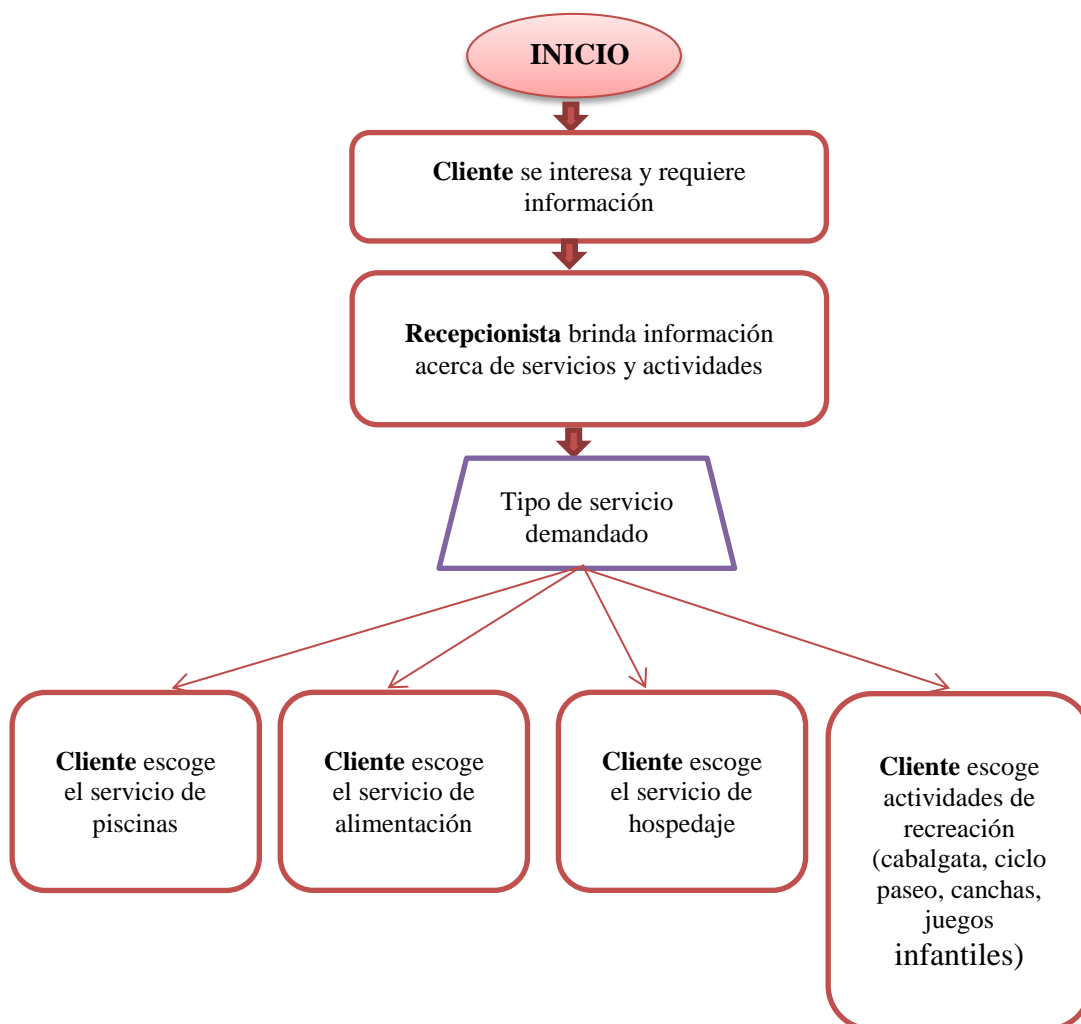 INICIO
Cliente se interesa y requiere
información
Recepcionista brinda información
acerca de servicios y actividades
Tipo de servicio
demandado
Cliente escoge
el servicio de
piscinas
Cliente escoge
el servicio de
alimentación
Cliente escoge
el servicio de
hospedaje
Cliente escoge
actividades de
recreación
(cabalgata, ciclo
paseo, canchas,
juegos
infantiles)